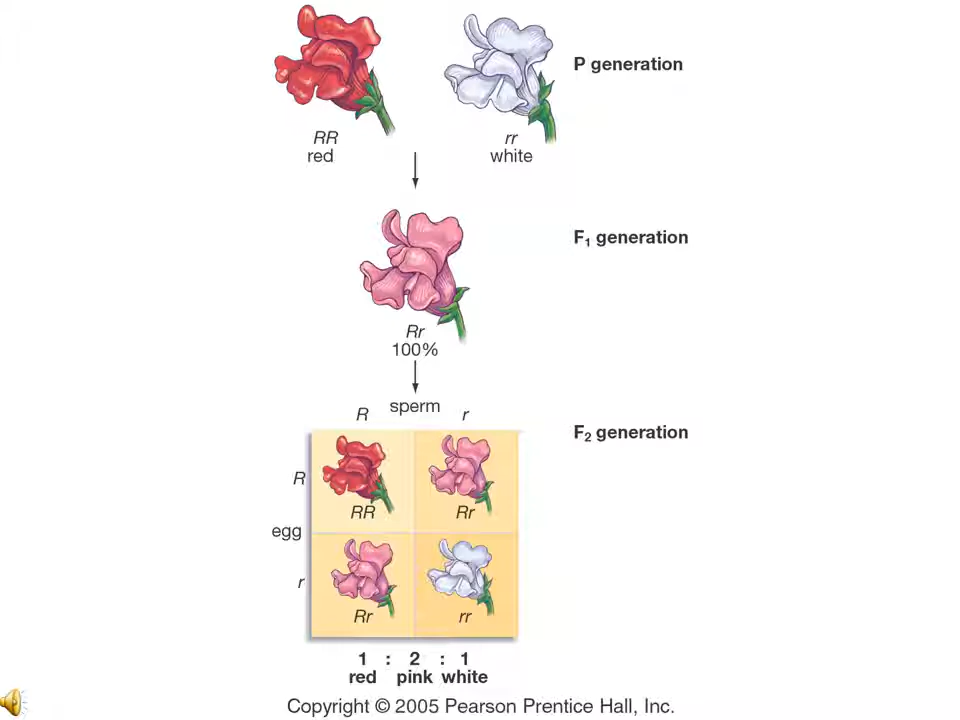 P generation
RR
red
rr
white
F1 generation
Rr
100%
sperm
R
r
F2 generation
R
RR
Rr
egg
r
Rr
rr
1 : 2 : 1
red pink white
Copyright © 2005 Pearson Prentice Hall, Inc.